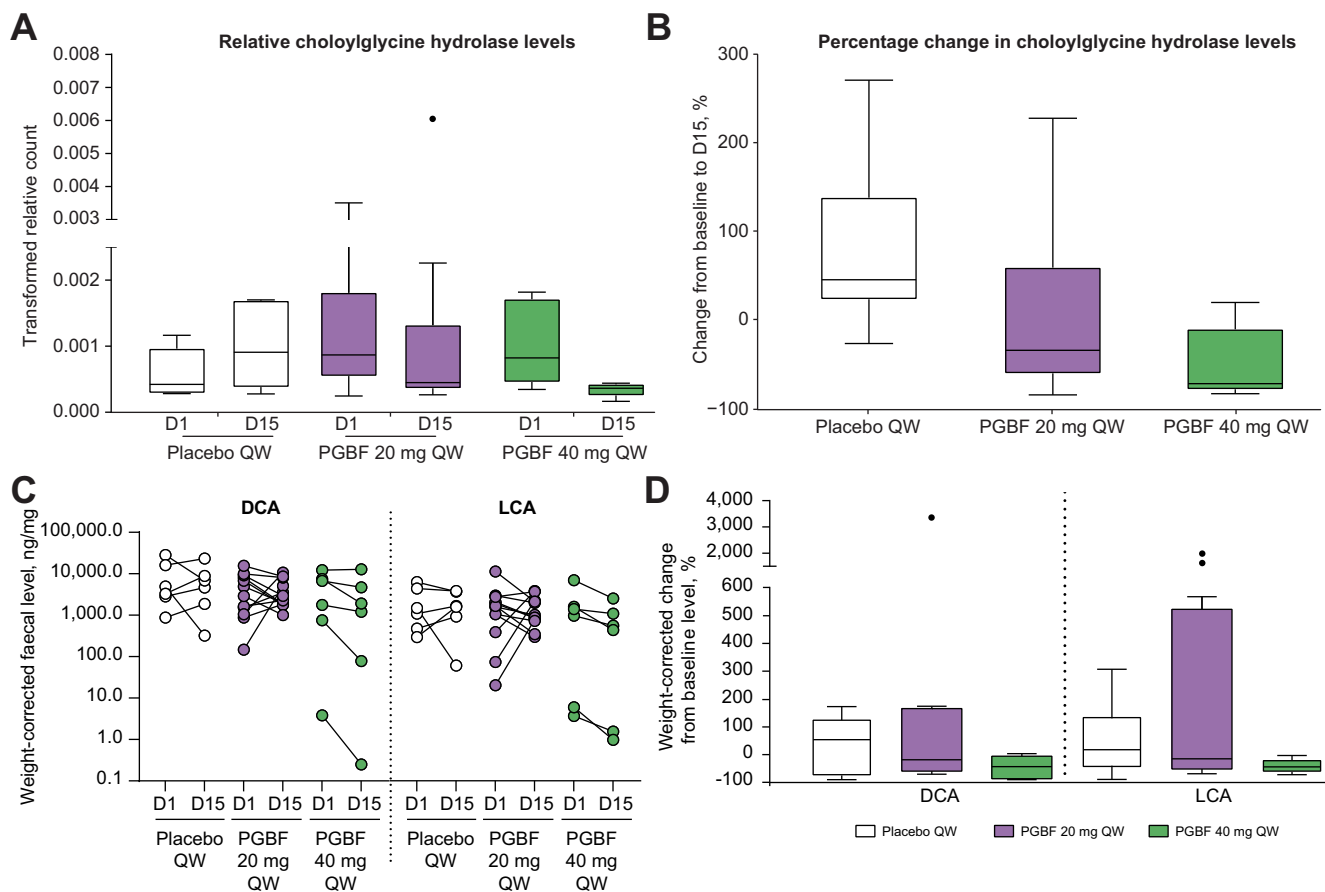 A
Relative choloylglycine hydrolase levels
Transformed relative count
0.008
0.007
0.006
0.005
0.004
0.003
0.002
0.001
0.000
D1 D15 D1 D15 D1 D15
Placebo QW PGBF 20 mg QW PGBF 40 mg QW
B
Percentage change in choloylglycine hydrolase levels
Change from baseline to D15, %
300
200
100
0
−100
Placebo QW PGBF 20 mg QW PGBF 40 mg QW
C
DCA LCA
Weight-corrected faecal level, ng/mg
100,000.0
10,000.0
1,000.0
100.0
10.0
1.0
0.1
D1 D15 D1 D15 D1 D15 D1 D15 D1 D15 D1 D15
Placebo PGBF PGBF Placebo PGBF PGBF
QW 20 mg 40 mg QW 20 mg 40 mg
QW QW QW QW
D
Weight-corrected change
from baseline level, %
4,000
3,000
2,000
600
500
400
300
200
100
0
-100
DCA LCA
Placebo QW PGBF 20 mg QW PGBF 40 mg QW